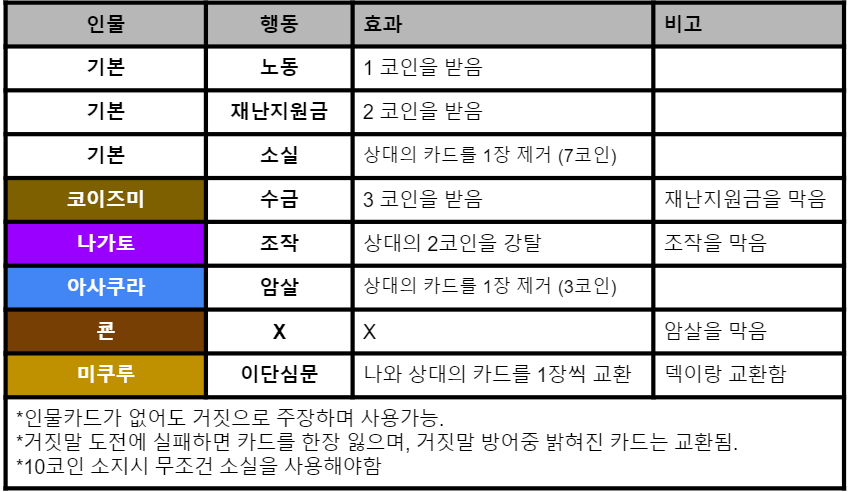 인물 행동 효과 비고
기본 노동 1 코인을 받음
기본 재난지원금 2 코인을 받음
기본 소실 상대의 카드를 1장 제거 (7코인)
코이즈미 수금 3 코인을 받음 재난지원금을 막음
나가토 조작 상대의 2코인을 강탈 조작을 막음
아사쿠라 암살 상대의 카드를 1장 제거 (3코인)
쿈 X X 암살을 막음
미쿠루 이단심문 나와 상대의 카드를 1장씩 교환 덱이랑 교환함
*인물카드가 없어도 거짓으로 주장하며 사용가능.
*거짓말 도전에 실패하면 카드를 한장 잃으며, 거짓말 방어중 밝혀진 카드는 교환됨.
*10코인 소지시 무조건 소실을 사용해야함